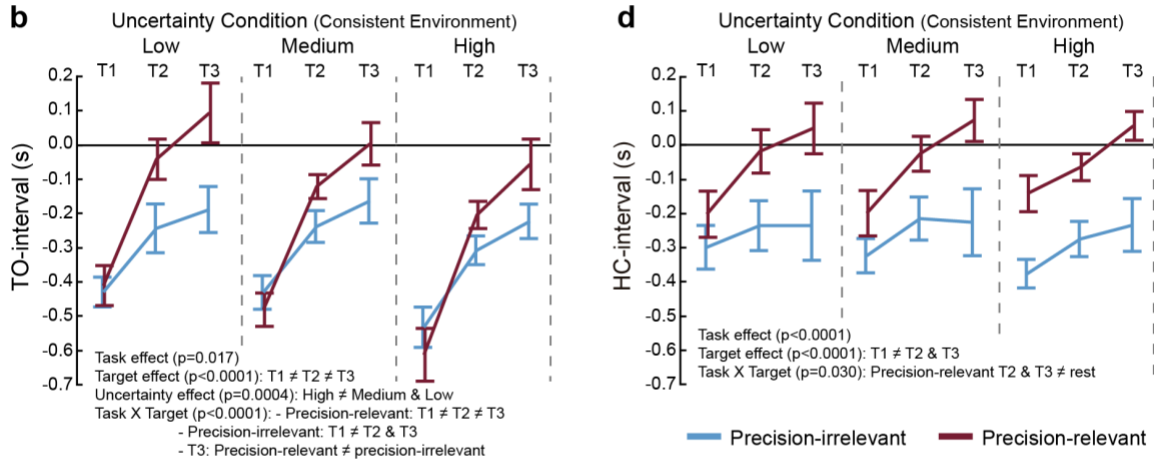 b
Uncertainty Condition (Consistent Environment)
Low Medium High
T1 T2 T3 T1 T2 T3 T1 T2 T3
TO-interval (s)
0.2
0.1
0.0
-0.1
-0.2
-0.3
-0.4
-0.5
-0.6
-0.7
Task effect (p=0.017)
Target effect (p<0.0001): T1 ≠ T2 ≠ T3
Uncertainty effect (p=0.0004): High ≠ Medium & Low
Task X Target (p<0.0001): - Precision-relevant: T1 ≠ T2 ≠ T3
- Precision-irrelevant: T1 ≠ T2 & T3
- T3: Precision-relevant ≠ precision-irrelevant
d
Uncertainty Condition (Consistent Environment)
Low Medium High
T1 T2 T3 T1 T2 T3 T1 T2 T3
HC-interval (s)
0.2
0.1
0.0
-0.1
-0.2
-0.3
-0.4
-0.5
-0.6
-0.7
Task effect (p<0.0001)
Target effect (p<0.0001): T1 ≠ T2 & T3
Task X Target (p=0.030): Precision-relevant T2 & T3 ≠ rest
Precision-irrelevant Precision-relevant